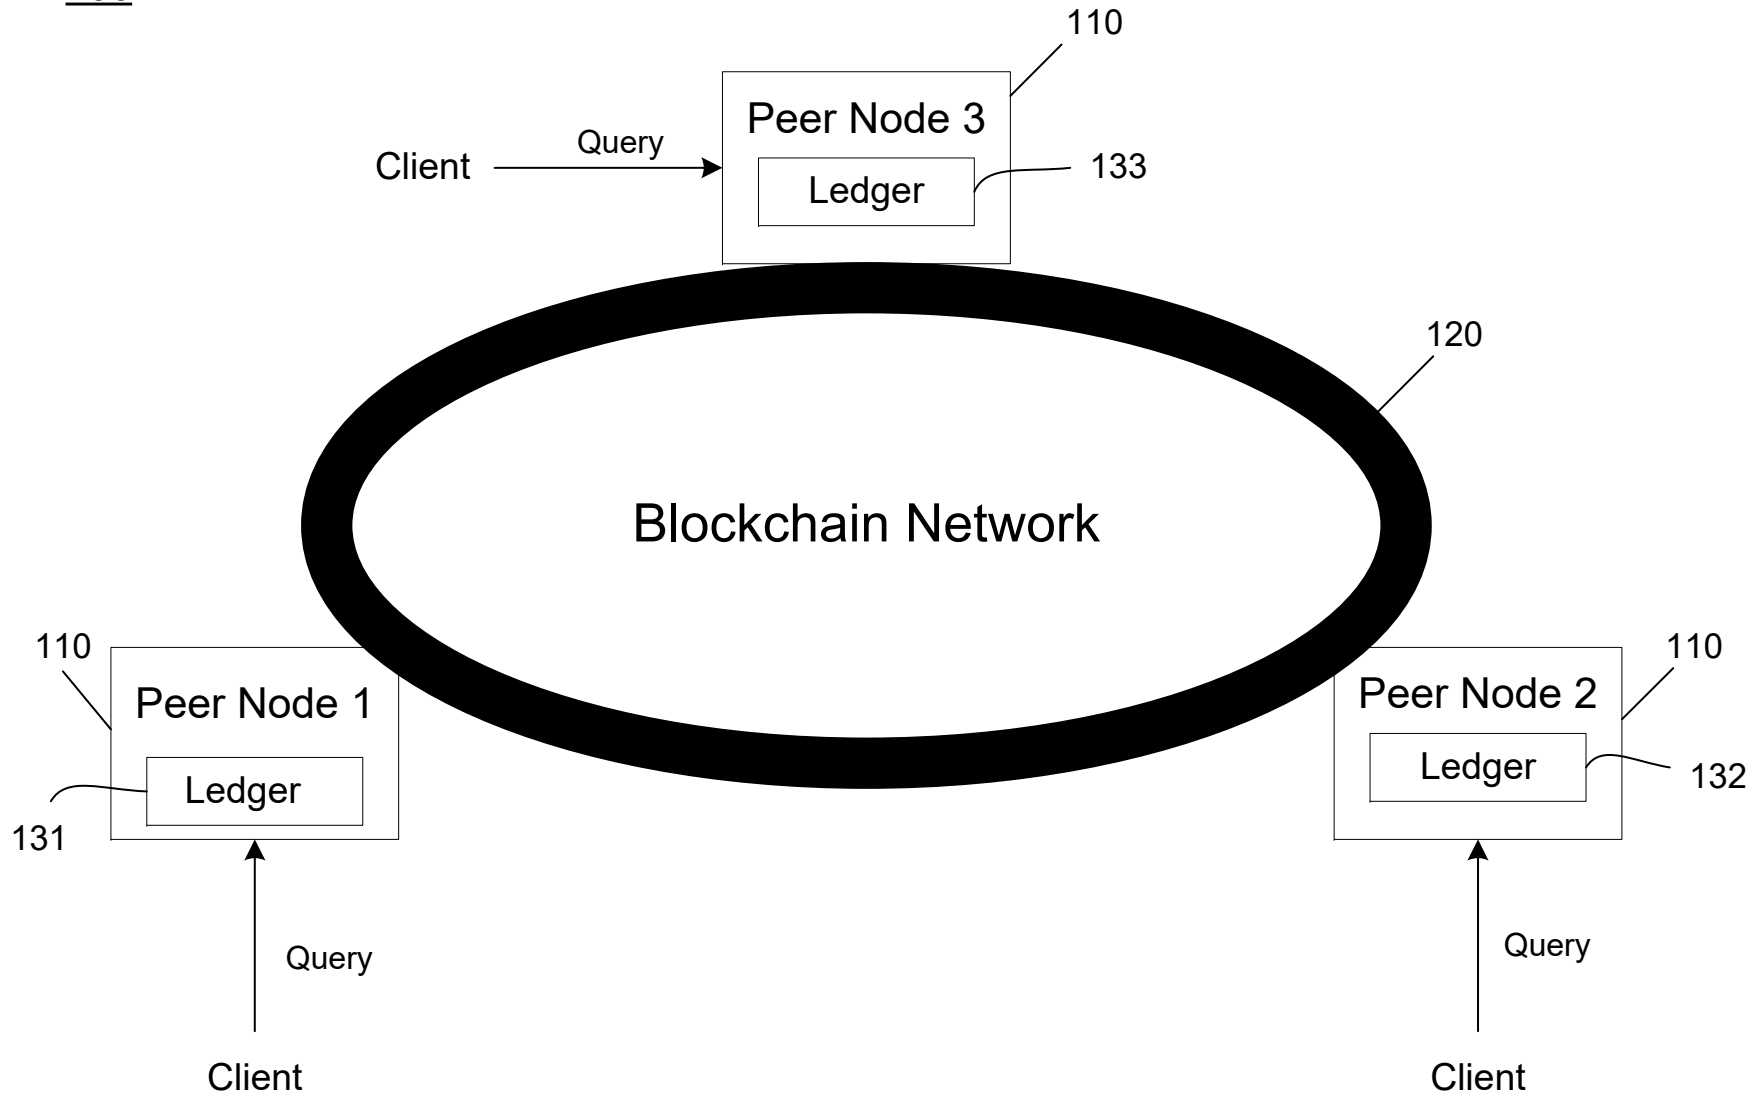 110
Peer Node 3
Query
Client
Ledger
133
120
Blockchain Network
110
Peer Node 1
Ledger
131
Query
Client
110
Peer Node 2
Ledger
132
Query
Client